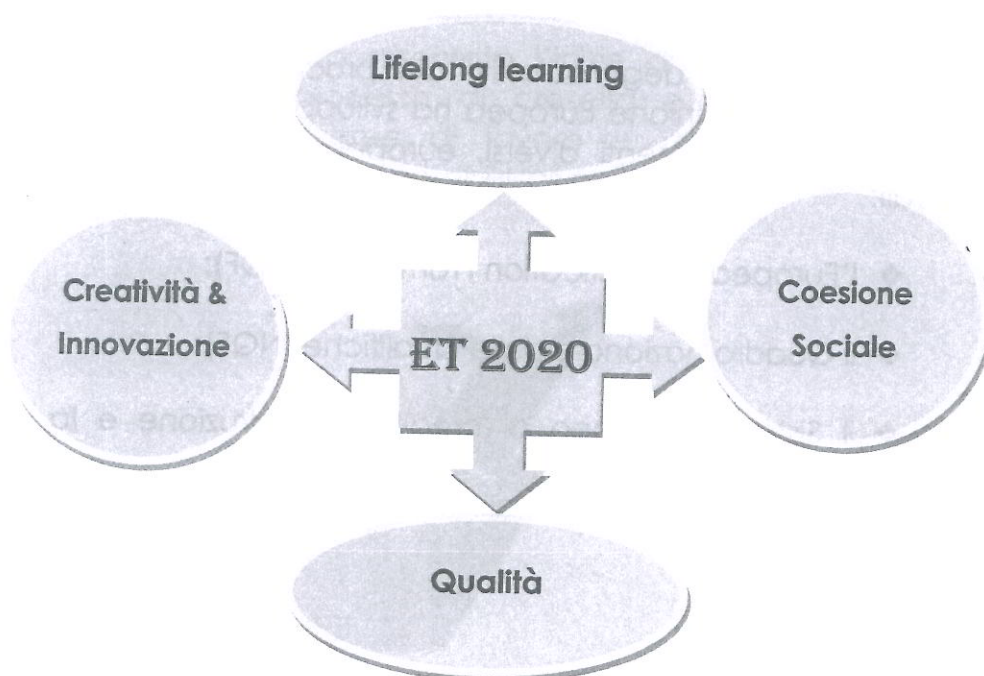 Lifelong learning
Creatività &
Innovazione
ET 2020
Coesione
Sociale
Qualità